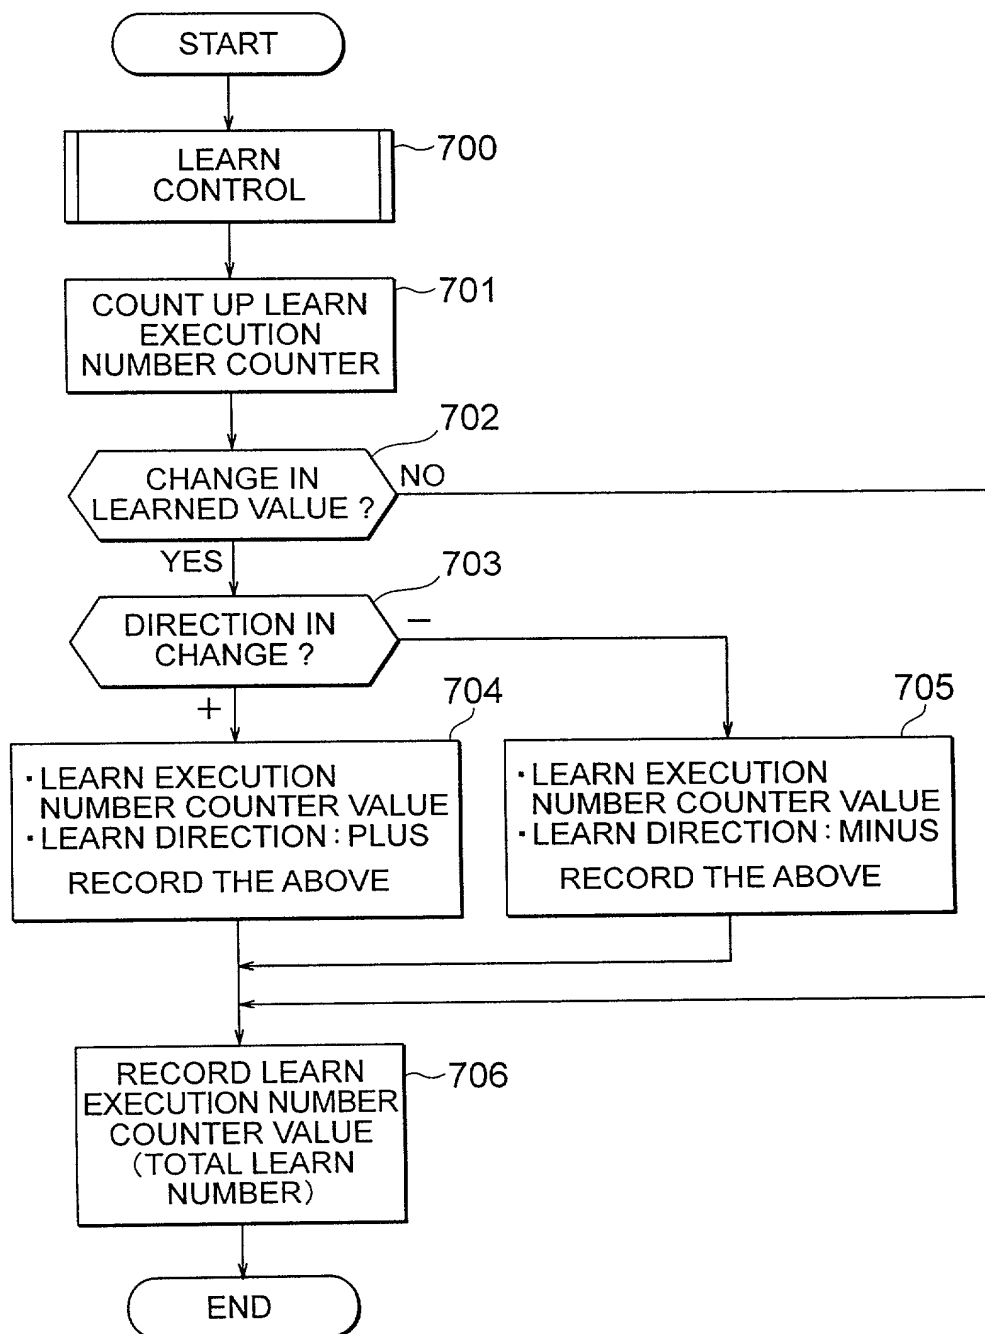 START
700
LEARN
CONTROL
701
COUNT UP LEARN
EXECUTION
NUMBER COUNTER
702
CHANGE IN
LEARNED VALUE ?
NO
YES
703
DIRECTION IN
CHANGE ?
−
+
704
・LEARN EXECUTION
NUMBER COUNTER VALUE
・LEARN DIRECTION : PLUS
RECORD THE ABOVE
705
・LEARN EXECUTION
NUMBER COUNTER VALUE
・LEARN DIRECTION : MINUS
RECORD THE ABOVE
706
RECORD LEARN
EXECUTION NUMBER
COUNTER VALUE
(TOTAL LEARN
NUMBER)
END